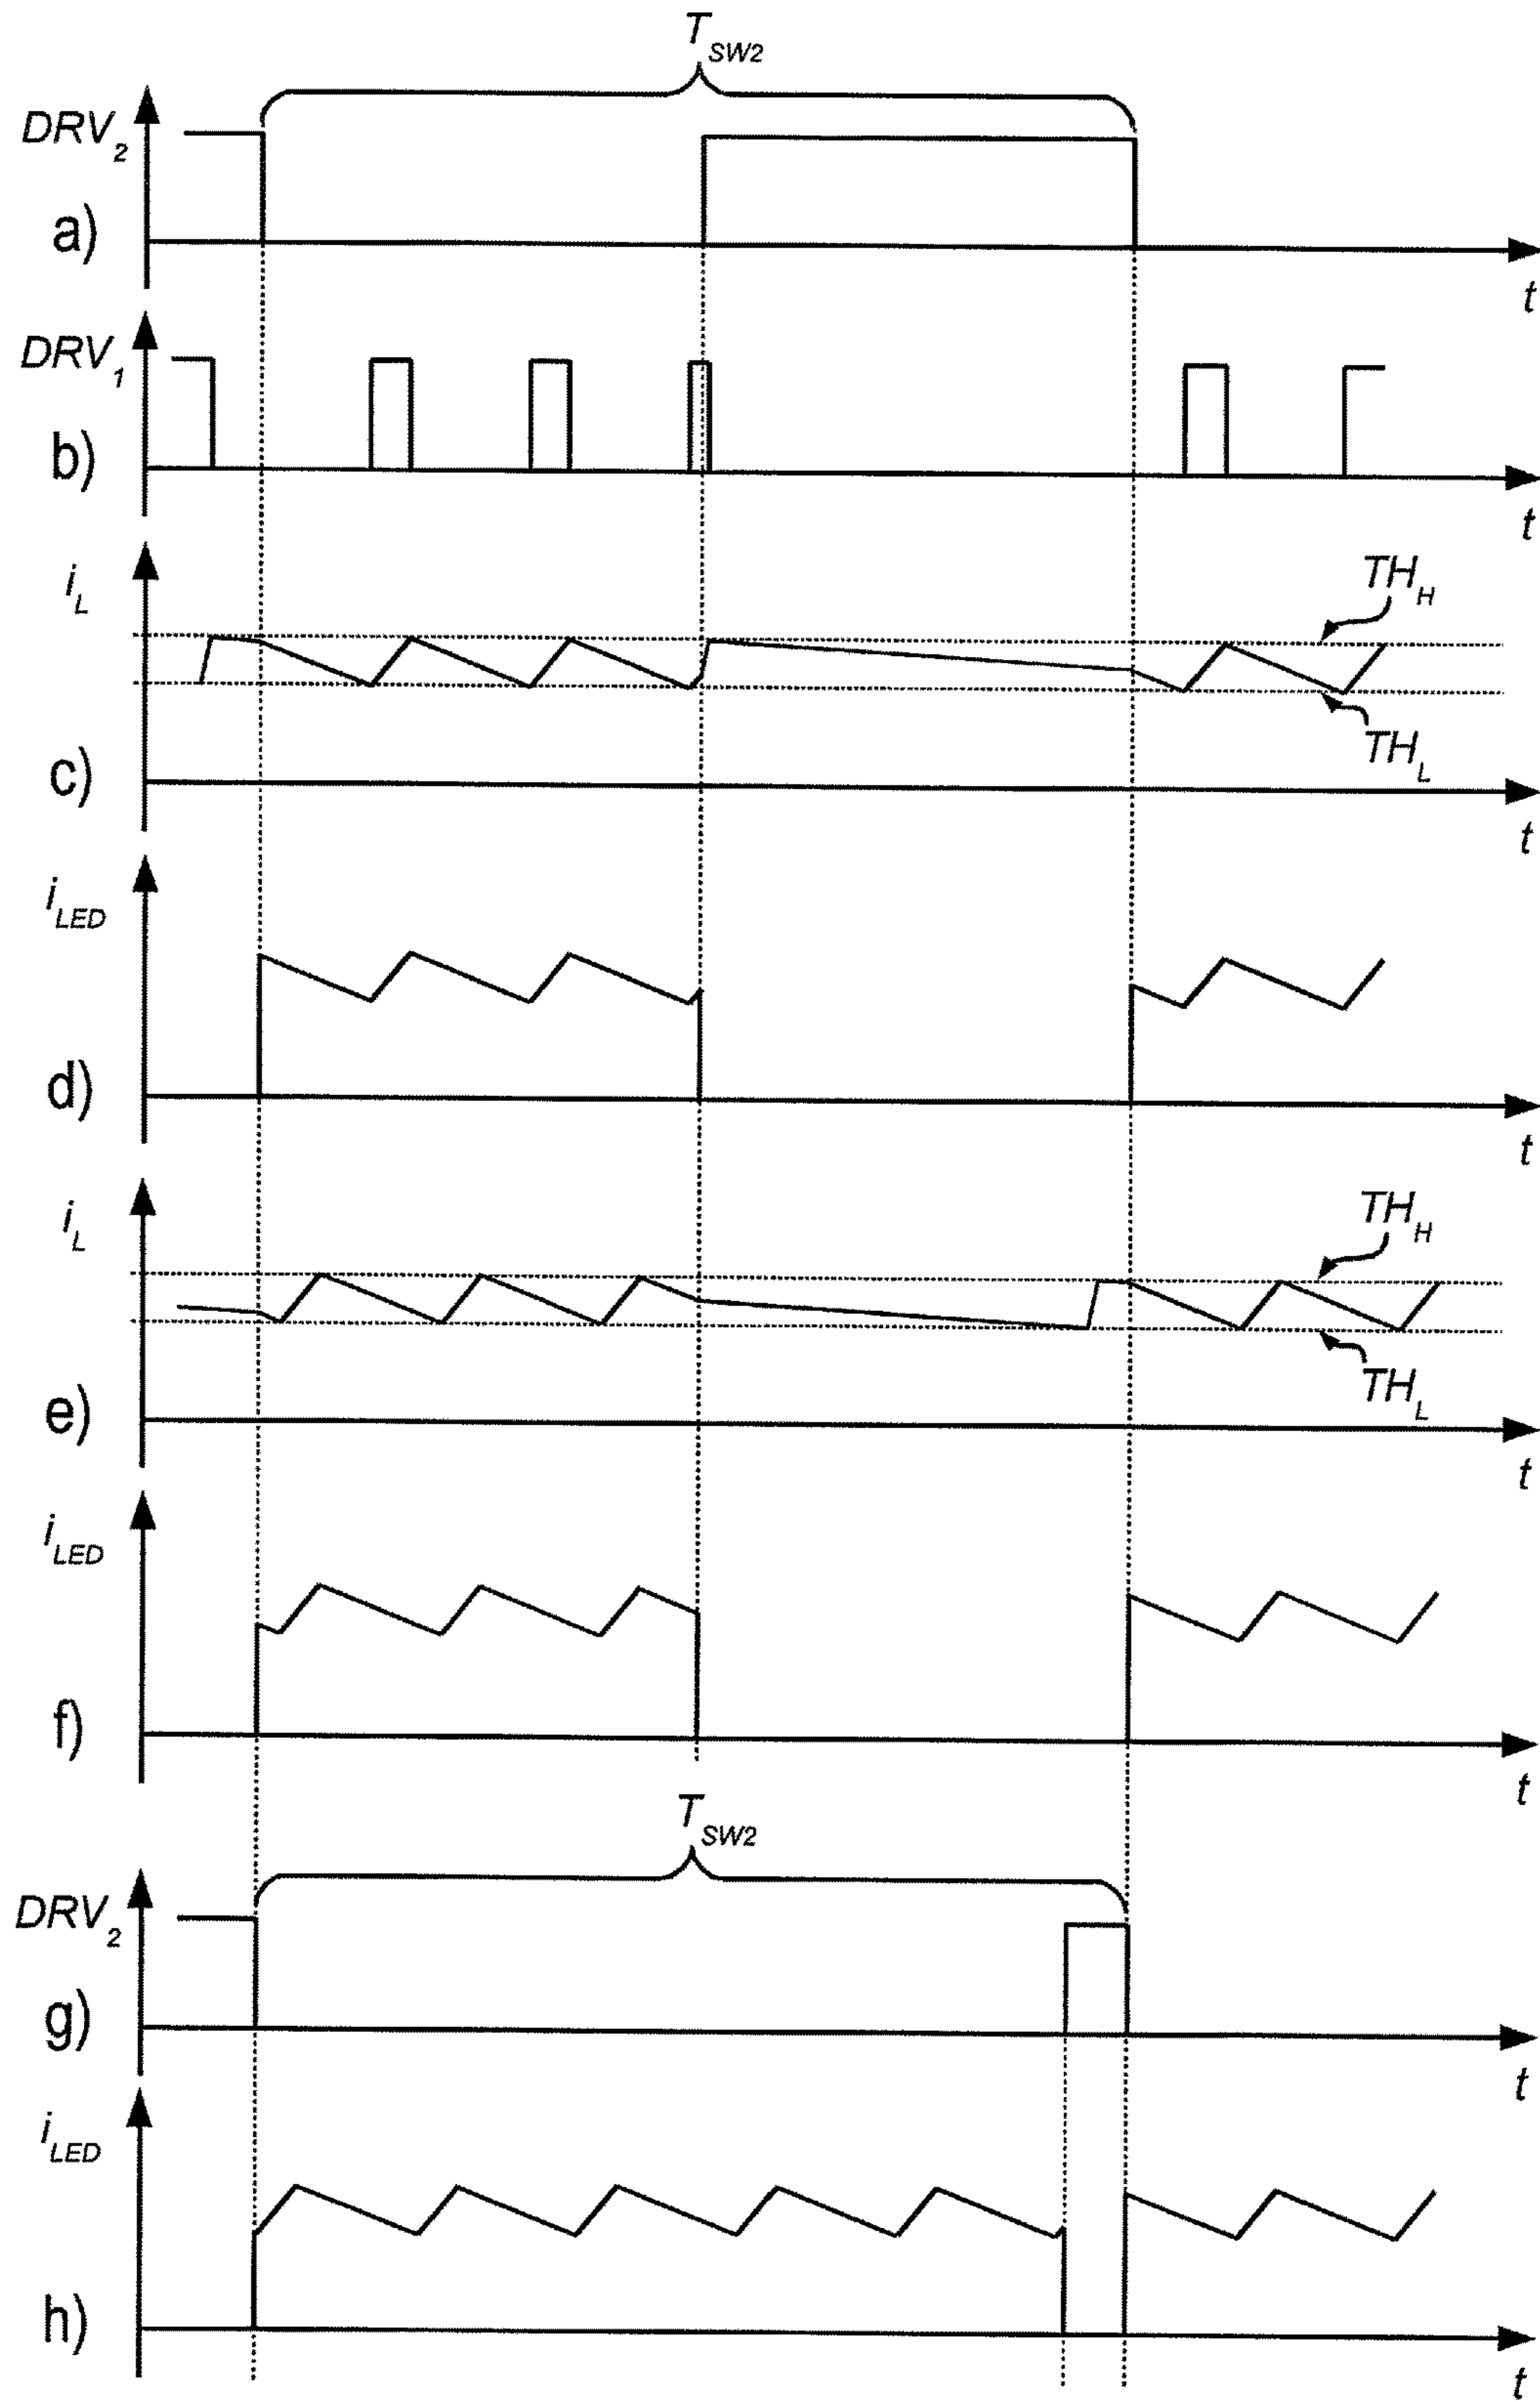 T_SW2
DRV_2
a)
t
DRV_1
b)
t
i_L
TH_H
TH_L
c)
t
i_LED
d)
t
i_L
TH_H
TH_L
e)
t
i_LED
f)
t
T_SW2
DRV_2
g)
t
i_LED
h)
t